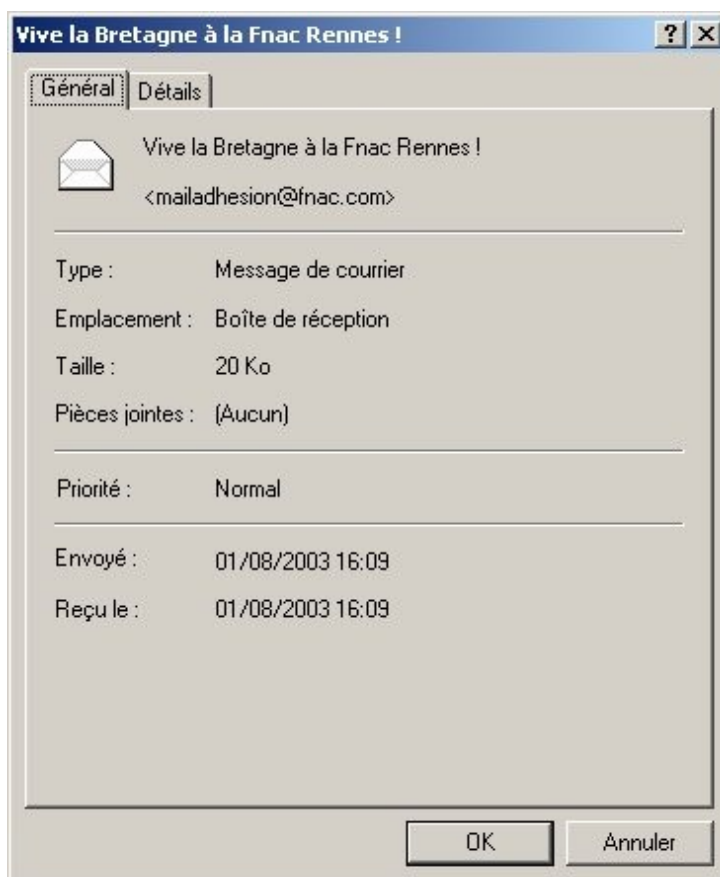 Vive la Bretagne à la Fnac Rennes !
Général Détails
Vive la Bretagne à la Fnac Rennes !
<mailadhesion@fnac.com>
Type : Message de courrier
Emplacement : Boîte de réception
Taille : 20 Ko
Pièces jointes : (Aucun)
Priorité : Normal
Envoyé : 01/08/2003 16:09
Reçu le : 01/08/2003 16:09
OK Annuler